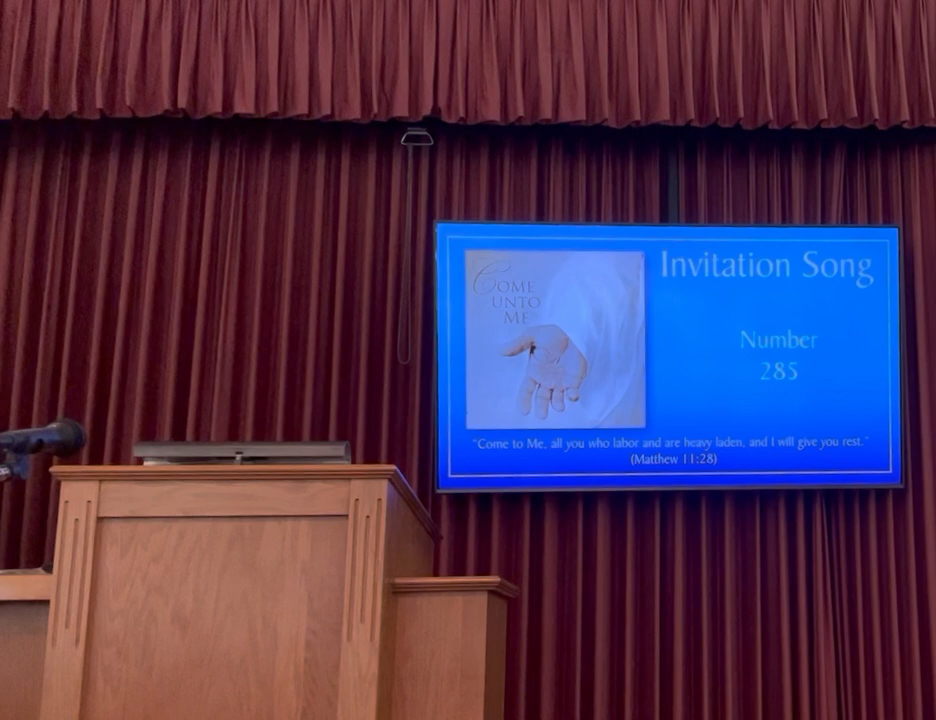 COME
UNTO
ME
Invitation Song
Number
285
"Come to Me, all you who labor and are heavy laden, and I will give you rest."
(Matthew 11:28)